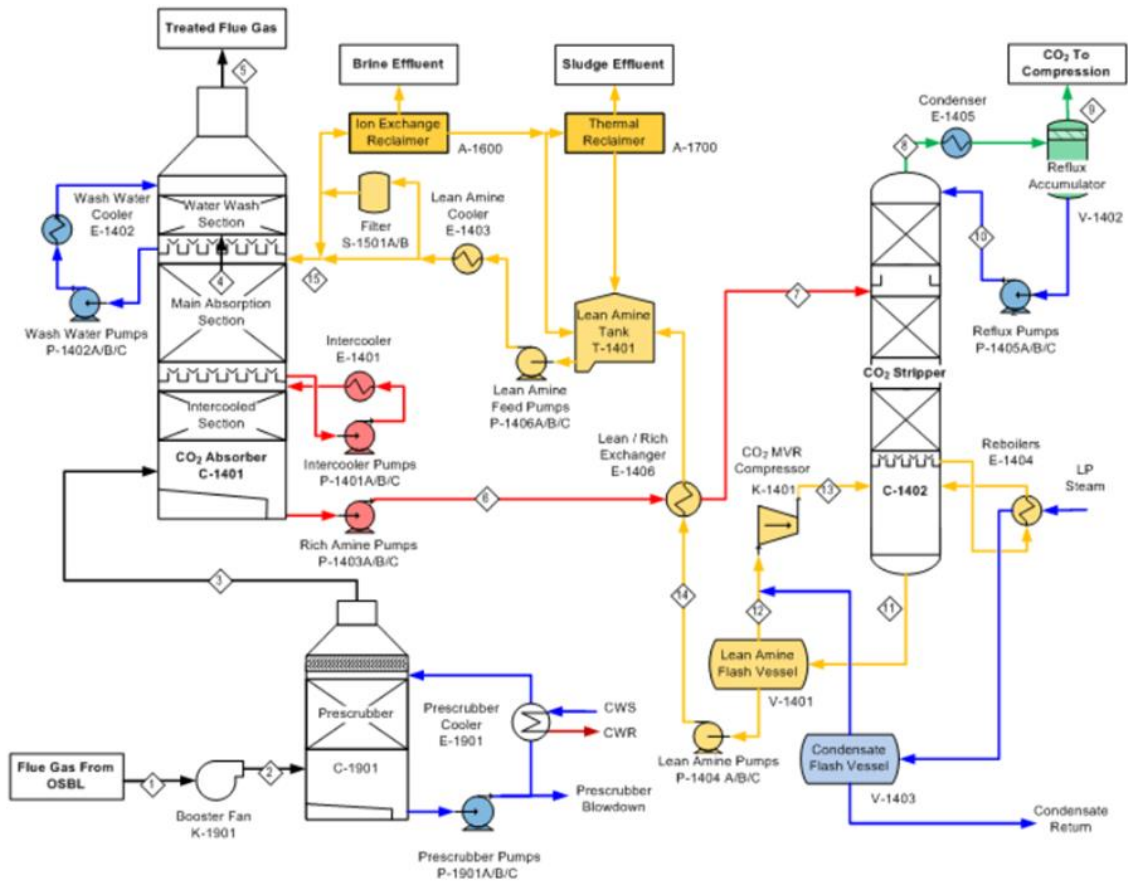 Treated Flue Gas
5
Brine Effluent
Sludge Effluent
CO₂ To
Compression
Condenser
E-1405
9
8
Ion Exchange
Reclaimer
A-1600
Thermal
Reclaimer
A-1700
Reflux
Accumulator
V-1402
Wash Water
Cooler
E-1402
Water Wash
Section
Filter
S-1501A/B
Lean Amine
Cooler
E-1403
10
4
15
7
Main Absorption
Section
Wash Water Pumps
P-1402A/B/C
Lean Amine
Tank
T-1401
Reflux Pumps
P-1405A/B/C
Intercooler
E-1401
Lean Amine
Feed Pumps
P-1406A/B/C
CO₂ Stripper
Intercooled
Section
CO₂ Absorber
C-1401
Intercooler Pumps
P-1401A/B/C
Lean / Rich
Exchanger
E-1406
CO₂ MVR
Compressor
K-1401
13
C-1402
Reboilers
E-1404
LP
Steam
6
Rich Amine Pumps
P-1403A/B/C
3
14
12
11
Lean Amine
Flash Vessel
V-1401
Prescrubber
Prescrubber
Cooler
E-1901
CWS
CWR
Lean Amine Pumps
P-1404 A/B/C
Condensate
Flash Vessel
V-1403
Flue Gas From
OSBL
1
2
Booster Fan
K-1901
C-1901
Prescrubber
Blowdown
Prescrubber Pumps
P-1901A/B/C
Condensate
Return